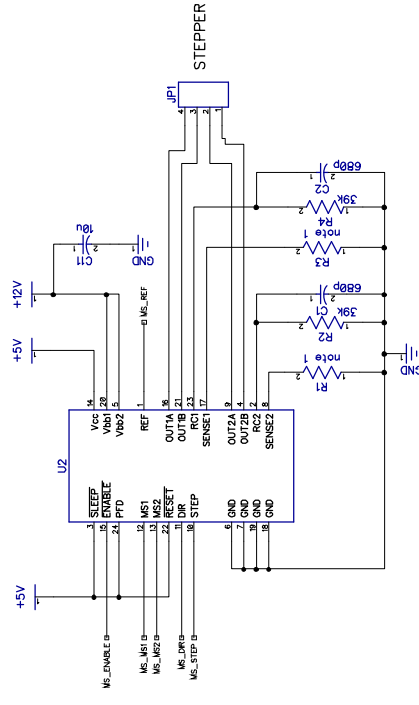 STEPPER
JP1
4
3
2
1
+12V
C11
10u
GND
+5V
MS_REF
14
20
5
1
16
21
23
17
9
4
2
8
Vcc
Vbb1
Vbb2
REF
OUT1A
OUT1B
RC1
SENSE1
OUT2A
OUT2B
RC2
SENSE2
U2
SLEEP
ENABLE
PFD
MS1
MS2
RESET
DIR
STEP
GND
GND
GND
GND
3
15
24
12
13
22
11
10
6
7
19
18
+5V
MS_ENABLE
MS_MS1
MS_MS2
MS_DIR
MS_STEP
C2
680p
R4
39k
R3
note 1
C1
680p
R2
39k
R1
note 1
GND